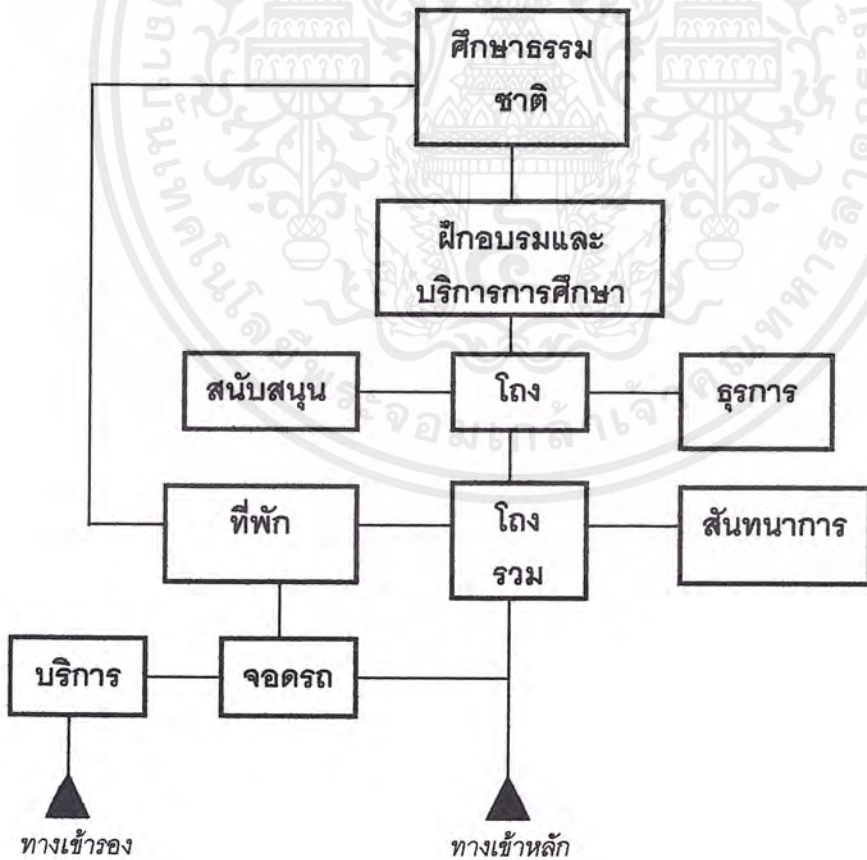 ศึกษาธรรม
ชาติ
ฝึกอบรมและ
บริการการศึกษา
สนับสนุน
โถง
ธุรการ
ที่พัก
โถง
รวม
สันทนาการ
บริการ
จอดรถ
ทางเข้ารอง
ทางเข้าหลัก